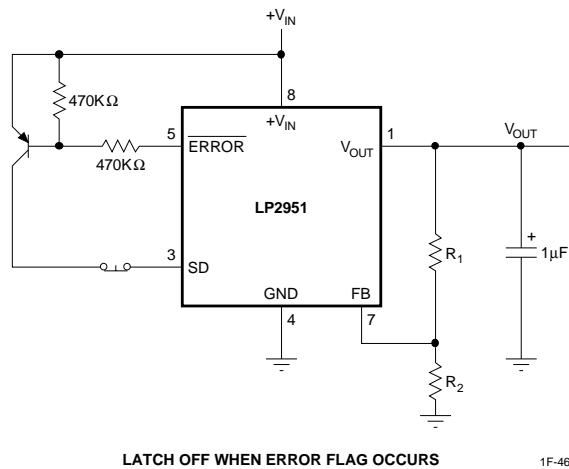 +VIN
470KΩ
8
+VIN
5
ERROR
470KΩ
1
VOUT
VOUT
LP2951
+
1µF
R1
3
SD
GND
FB
4
7
R2
LATCH OFF WHEN ERROR FLAG OCCURS
1F-46